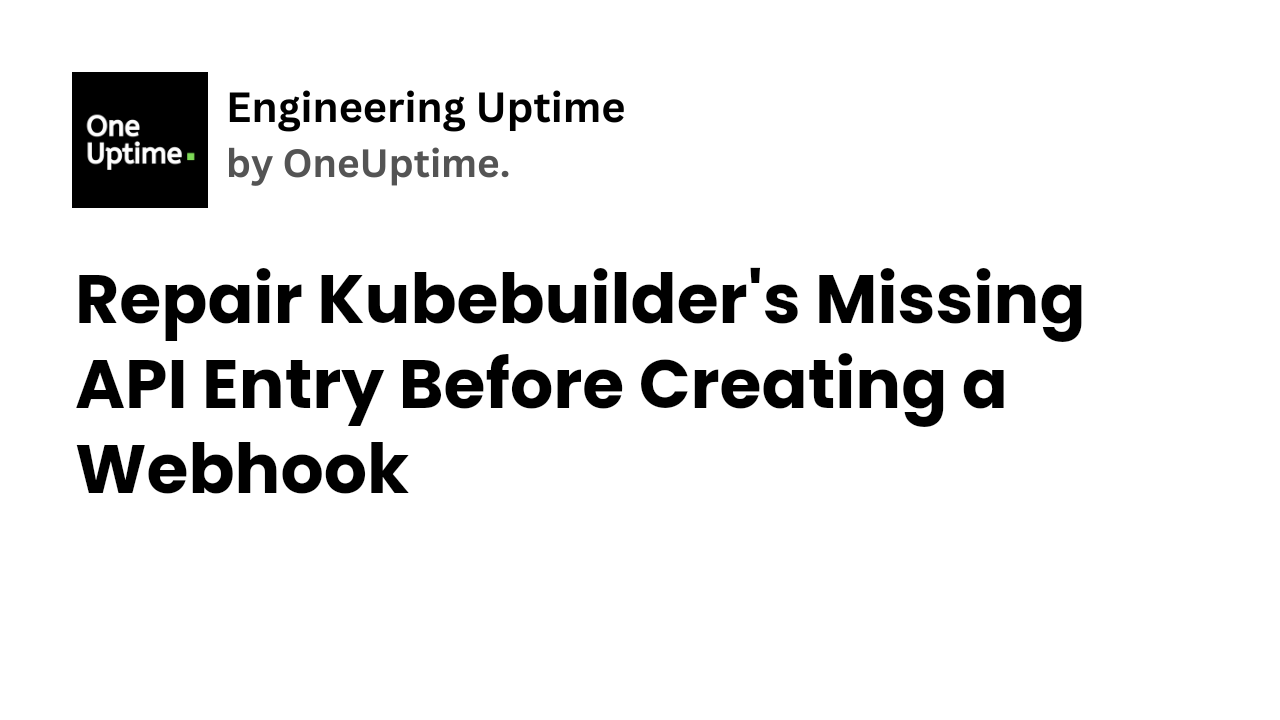 One
Uptime.
Engineering Uptime
by OneUptime.
Repair Kubebuilder's Missing
API Entry Before Creating a
Webhook